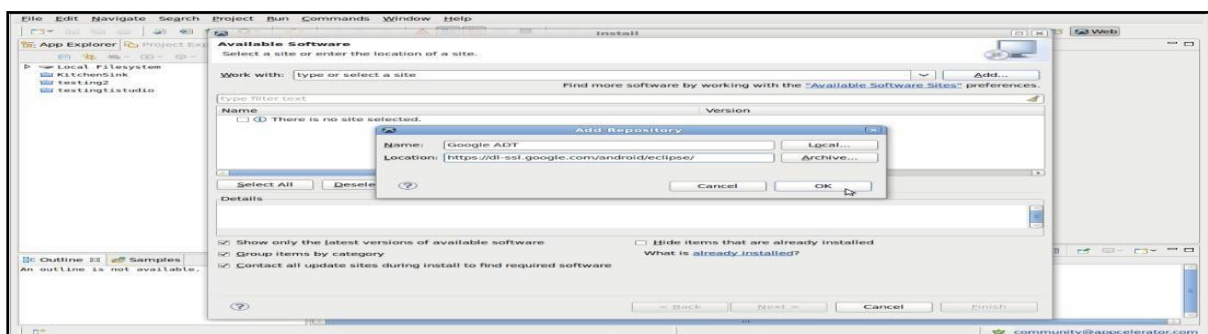 File Edit Navigate Search Project Run Commands Window Help
Install
Web
App Explorer Project Exp
Available Software
Select a site or enter the location of a site.
Local Filesystem
KitchenSink
testing2
testingtistudio
Work with: type or select a site Add...
Find more software by working with the "Available Software Sites" preferences.
type filter text
Name Version
There is no site selected.
Add Repository
Name: Google ADT Local...
Location: https://dl-ssl.google.com/android/eclipse/ Archive...
Cancel OK
Select All Desele
Details
Show only the latest versions of available software Hide items that are already installed
Group items by category What is already installed?
Contact all update sites during install to find required software
Outline Samples
An outline is not available.
< Back Next > Cancel Finish
community@appcelerator.com